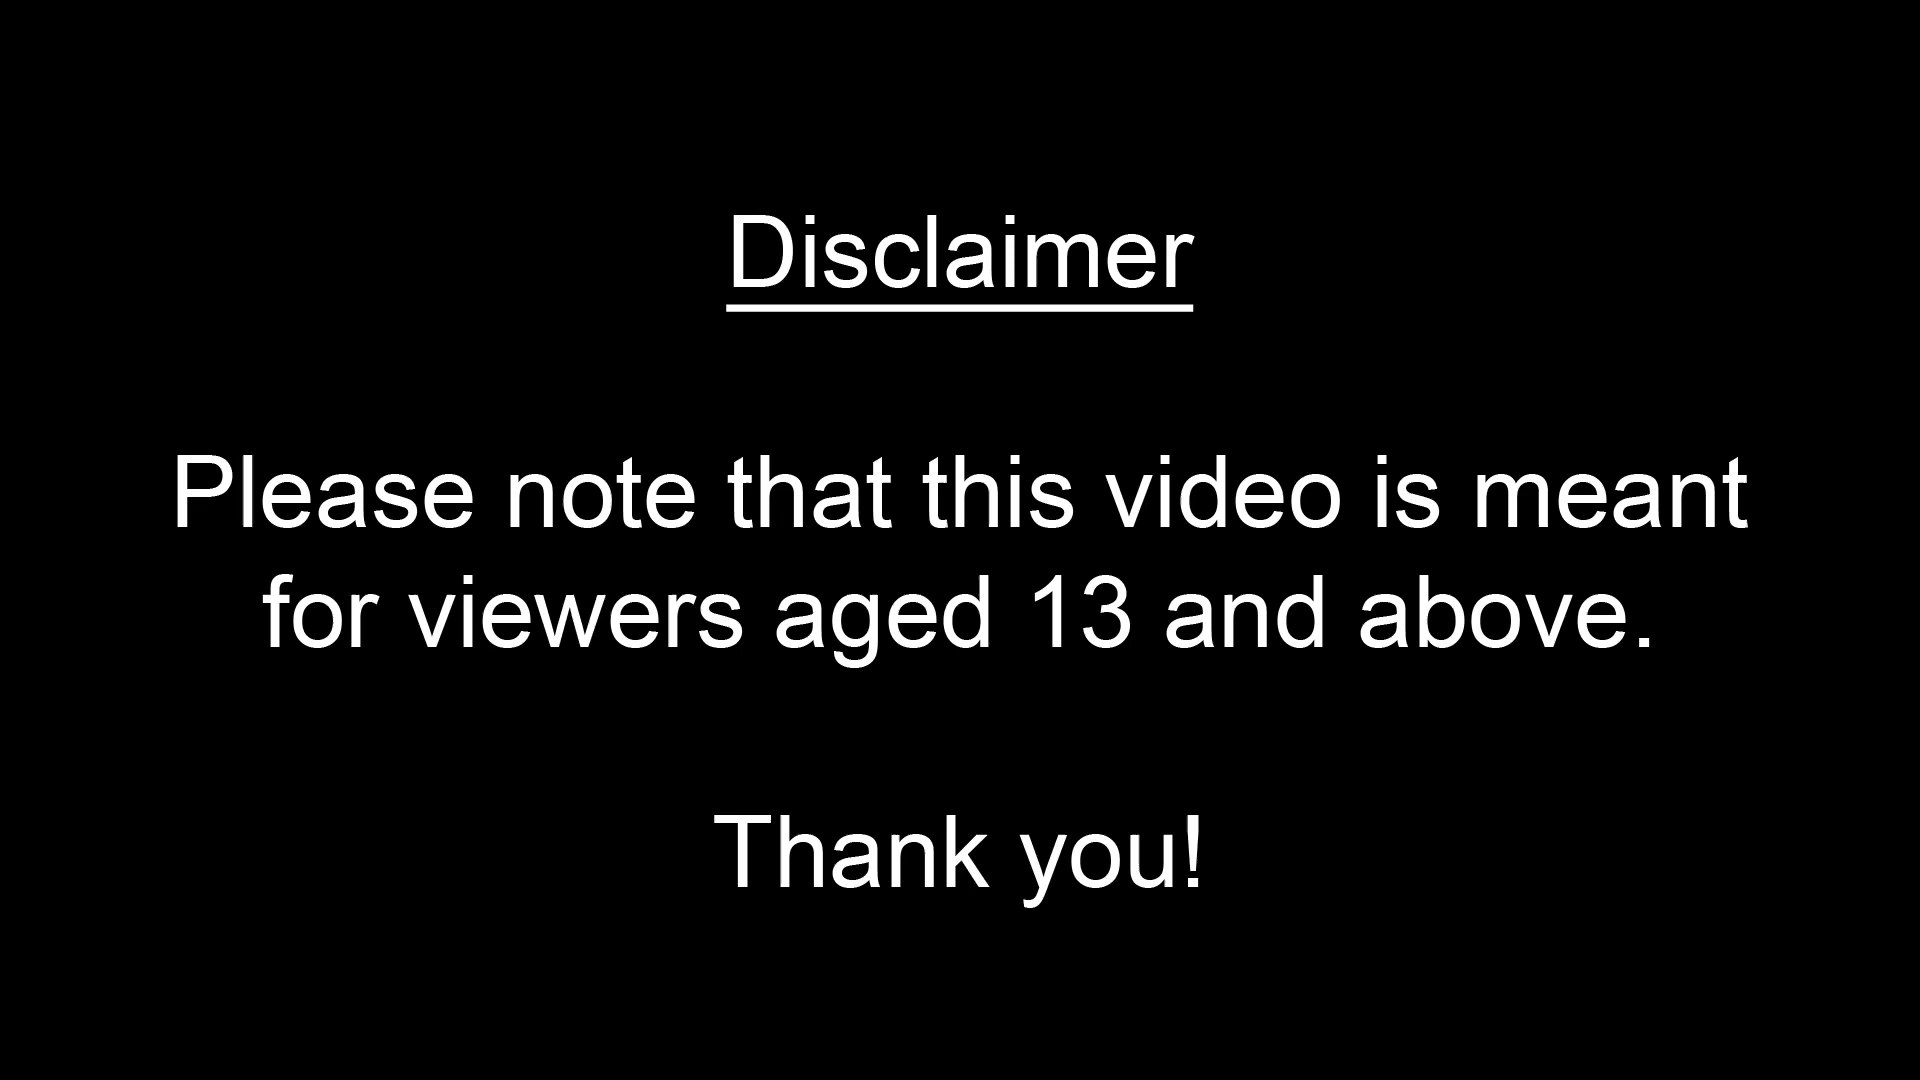 Disclaimer
Please note that this video is meant
for viewers aged 13 and above.
Thank you!